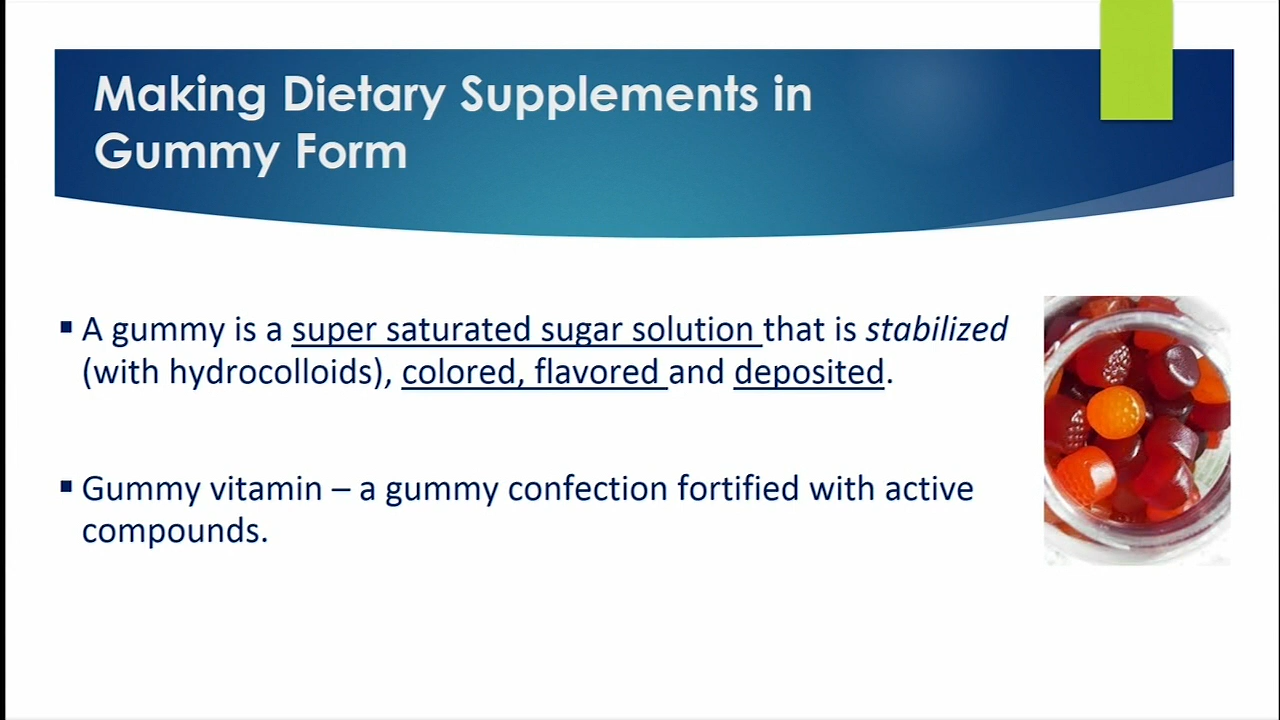 Making Dietary Supplements in
Gummy Form
▪ A gummy is a super saturated sugar solution that is stabilized
(with hydrocolloids), colored, flavored and deposited.
▪ Gummy vitamin – a gummy confection fortified with active
compounds.